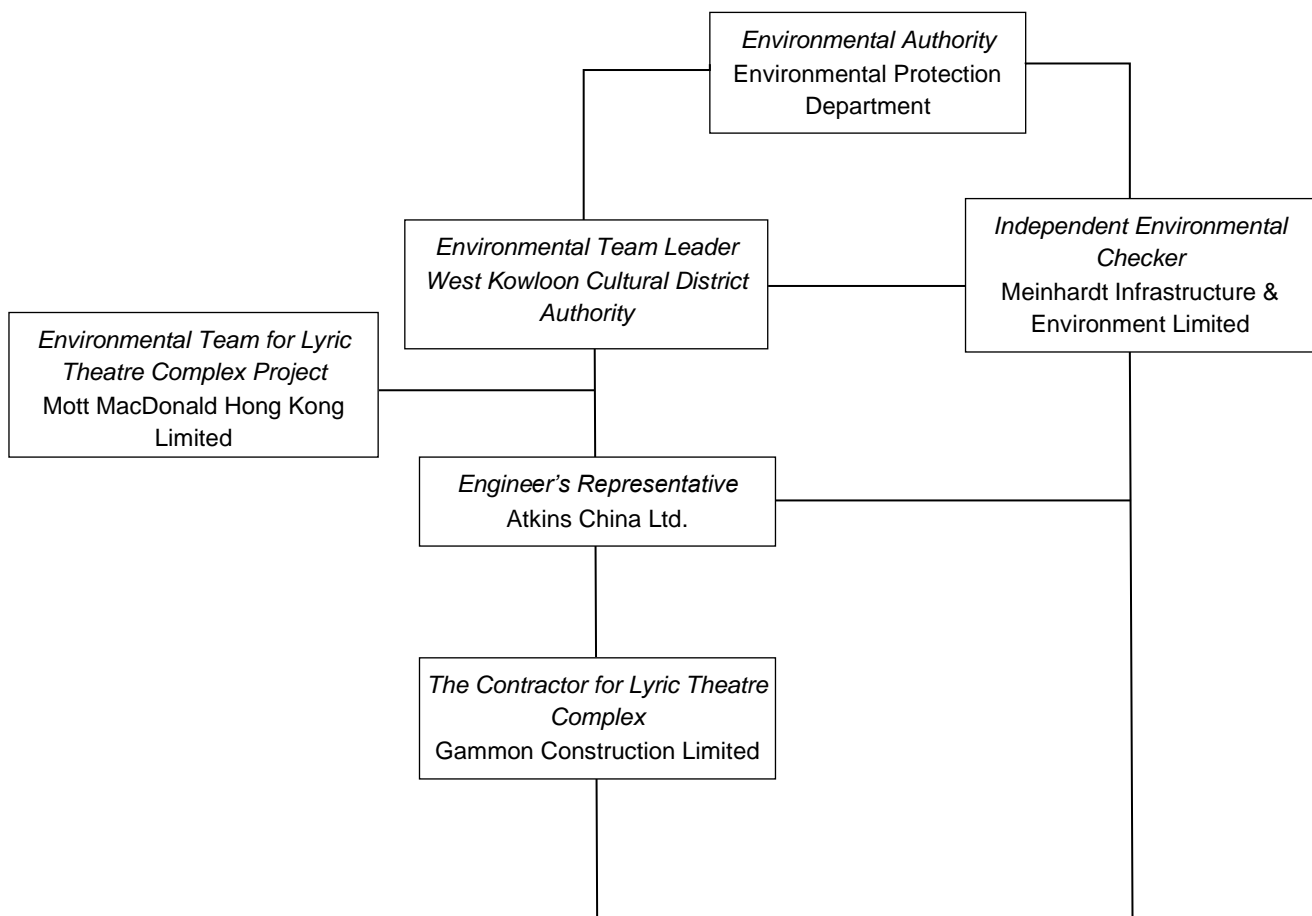 Environmental Authority
Environmental Protection
Department
Environmental Team Leader
West Kowloon Cultural District
Authority
Independent Environmental
Checker
Meinhardt Infrastructure &
Environment Limited
Environmental Team for Lyric
Theatre Complex Project
Mott MacDonald Hong Kong
Limited
Engineer's Representative
Atkins China Ltd.
The Contractor for Lyric Theatre
Complex
Gammon Construction Limited